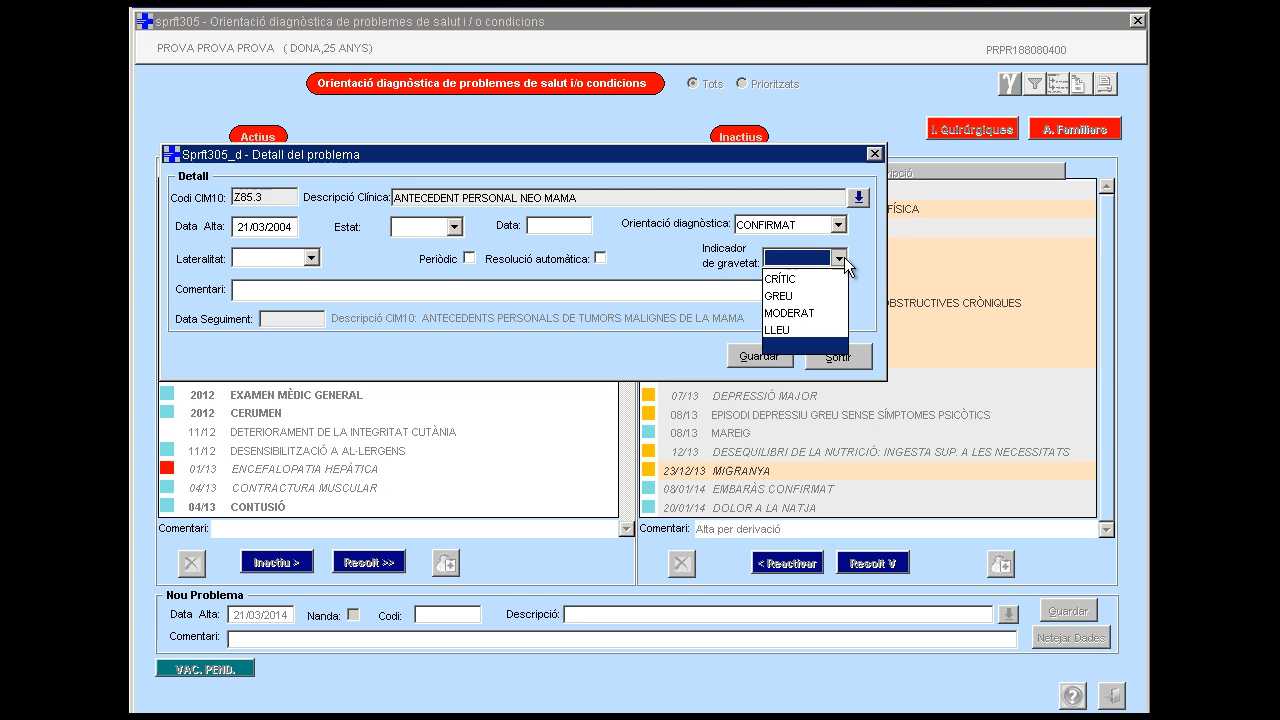 sprft305 - Orientació diagnòstica de problemes de salut i / o condicions
PROVA PROVA PROVA ( DONA,25 ANYS)
PRPR188080400
Orientació diagnòstica de problemes de salut i/o condicions
Tots
Prioritzats
I. Quirúrgiques
A. Familiars
Actius
Inactius
Sprft305_d - Detall del problema
ripció
Detall
Codi CIM10: Z85.3 Descripció Clínica: ANTECEDENT PERSONAL NEO MAMA
FÍSICA
Data Alta: 21/03/2004 Estat: Data: Orientació diagnòstica: CONFIRMAT
Lateralitat: Periòdic Resolució automàtica: Indicador
de gravetat:
CRÍTIC
GREU
MODERAT
LLEU
Comentari:
OBSTRUCTIVES CRÒNIQUES
Data Seguiment: Descripció CIM10: ANTECEDENTS PERSONALS DE TUMORS MALIGNES DE LA MAMA
Guardar
Sortir
2012 EXAMEN MÈDIC GENERAL
2012 CERUMEN
11/12 DETERIORAMENT DE LA INTEGRITAT CUTÀNIA
11/12 DESENSIBILITZACIÓ A AL·LERGENS
01/13 ENCEFALOPATIA HEPÀTICA
04/13 CONTRACTURA MUSCULAR
04/13 CONTUSIÓ
Comentari:
07/13 DEPRESSIÓ MAJOR
08/13 EPISODI DEPRESSIU GREU SENSE SÍMPTOMES PSICÒTICS
08/13 MAREIG
12/13 DESEQUILIBRI DE LA NUTRICIÓ: INGESTA SUP. A LES NECESSITATS
23/12/13 MIGRANYA
08/01/14 EMBARÀS CONFIRMAT
20/01/14 DOLOR A LA NATJA
Comentari: Alta per derivació
Inactiu >
Resolt >>
< Reactivar
Resolt V
Nou Problema
Data Alta: 21/03/2014 Nanda: Codi: Descripció:
Guardar
Comentari:
Netejar Dades
VAC. PEND.
?